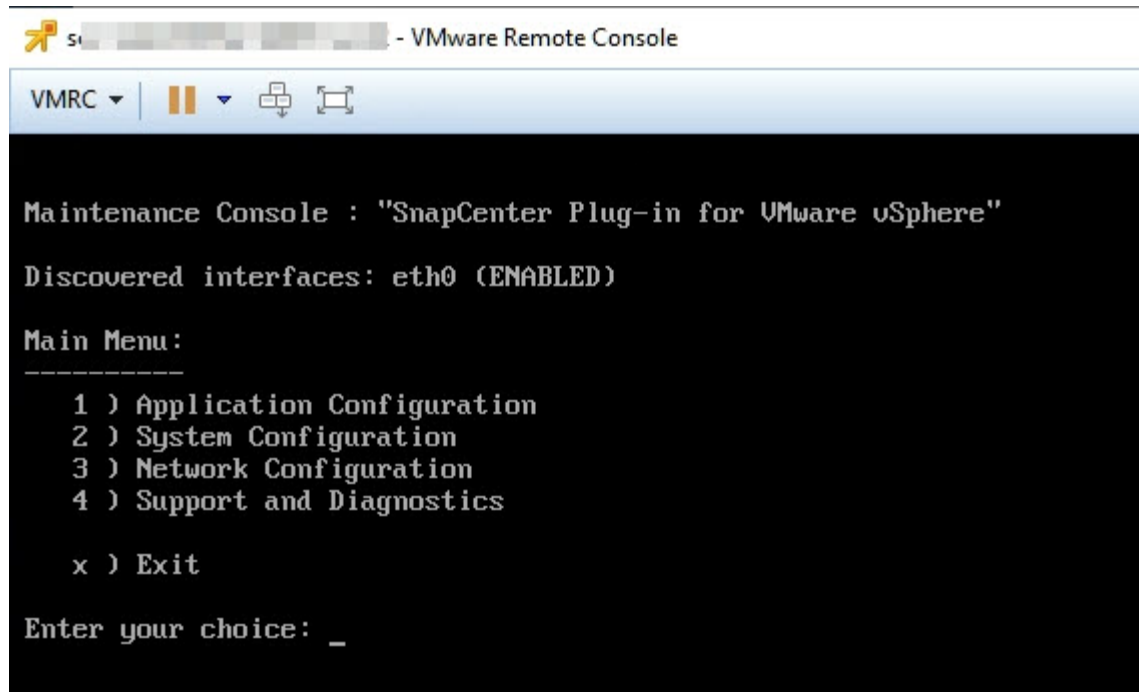 - VMware Remote Console
VMRC
Maintenance Console : "SnapCenter Plug-in for VMware vSphere"
Discovered interfaces: eth0 (ENABLED)
Main Menu:
----------
1 ) Application Configuration
2 ) System Configuration
3 ) Network Configuration
4 ) Support and Diagnostics
x ) Exit
Enter your choice: _